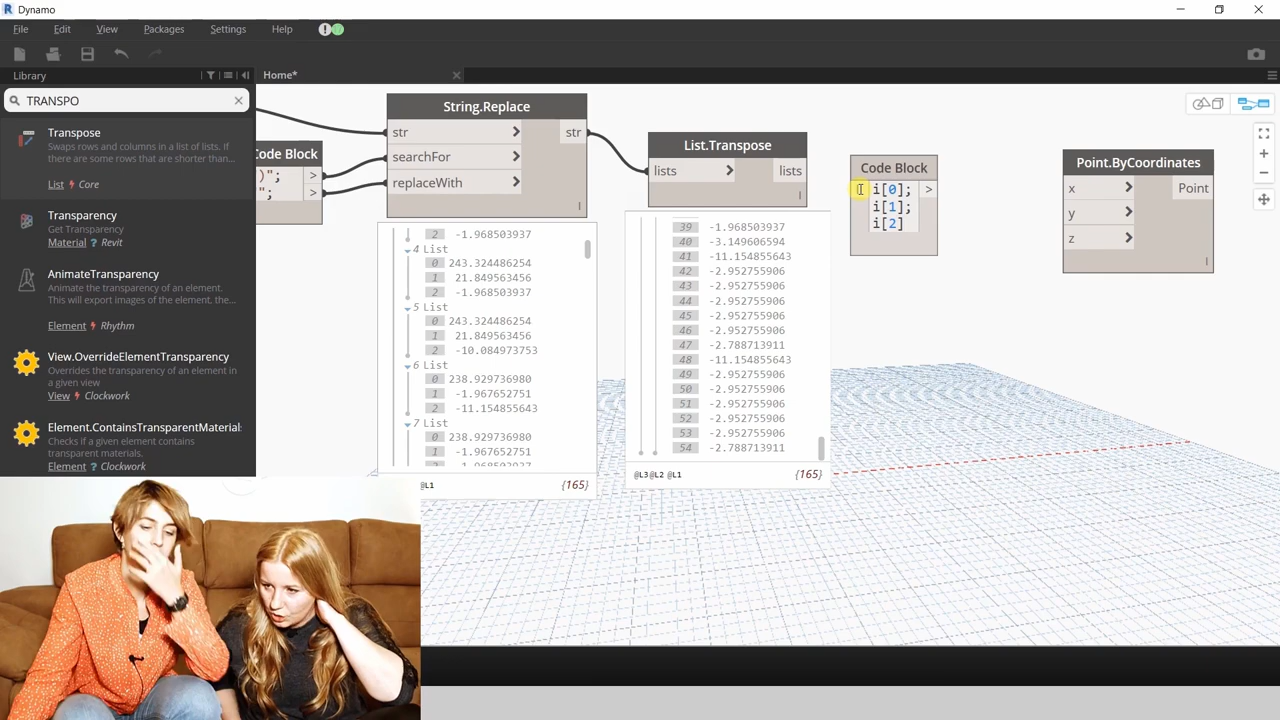 Dynamo
File Edit View Packages Settings Help
Library
Home*
TRANSPO
Transpose
Swaps rows and columns in a list of lists. If
there are some rows that are shorter than...
List Core
Transparency
Get Transparency
Material ? Revit
AnimateTransparency
Animate the transparency of an element.
This will export images of the element, the...
Element Rhythm
View.OverrideElementTransparency
Overrides the transparency of an element in
a given view
View Clockwork
Element.ContainsTransparentMaterial
Checks if a given element contains
transparent materials.
Element ? Clockwork
Code Block
)";
";
>
>
String.Replace
str > str
searchFor >
replaceWith >
2 -1.968503937
4 List
0 243.324486254
1 21.849563456
2 -1.968503937
5 List
0 243.324486254
1 21.849563456
2 -10.084973753
6 List
0 238.929736980
1 -1.967652751
2 -11.154855643
7 List
0 238.929736980
1 -1.967652751
@L1 {165}
List.Transpose
lists > lists
39 -1.968503937
40 -3.149606594
41 -11.154855643
42 -2.952755906
43 -2.952755906
44 -2.952755906
45 -2.952755906
46 -2.952755906
47 -2.788713911
48 -11.154855643
49 -2.952755906
50 -2.952755906
51 -2.952755906
52 -2.952755906
53 -2.952755906
54 -2.788713911
@L3 @L2 @L1 {165}
Code Block
i[0]; >
i[1];
i[2]
Point.ByCoordinates
x > Point
y >
z >